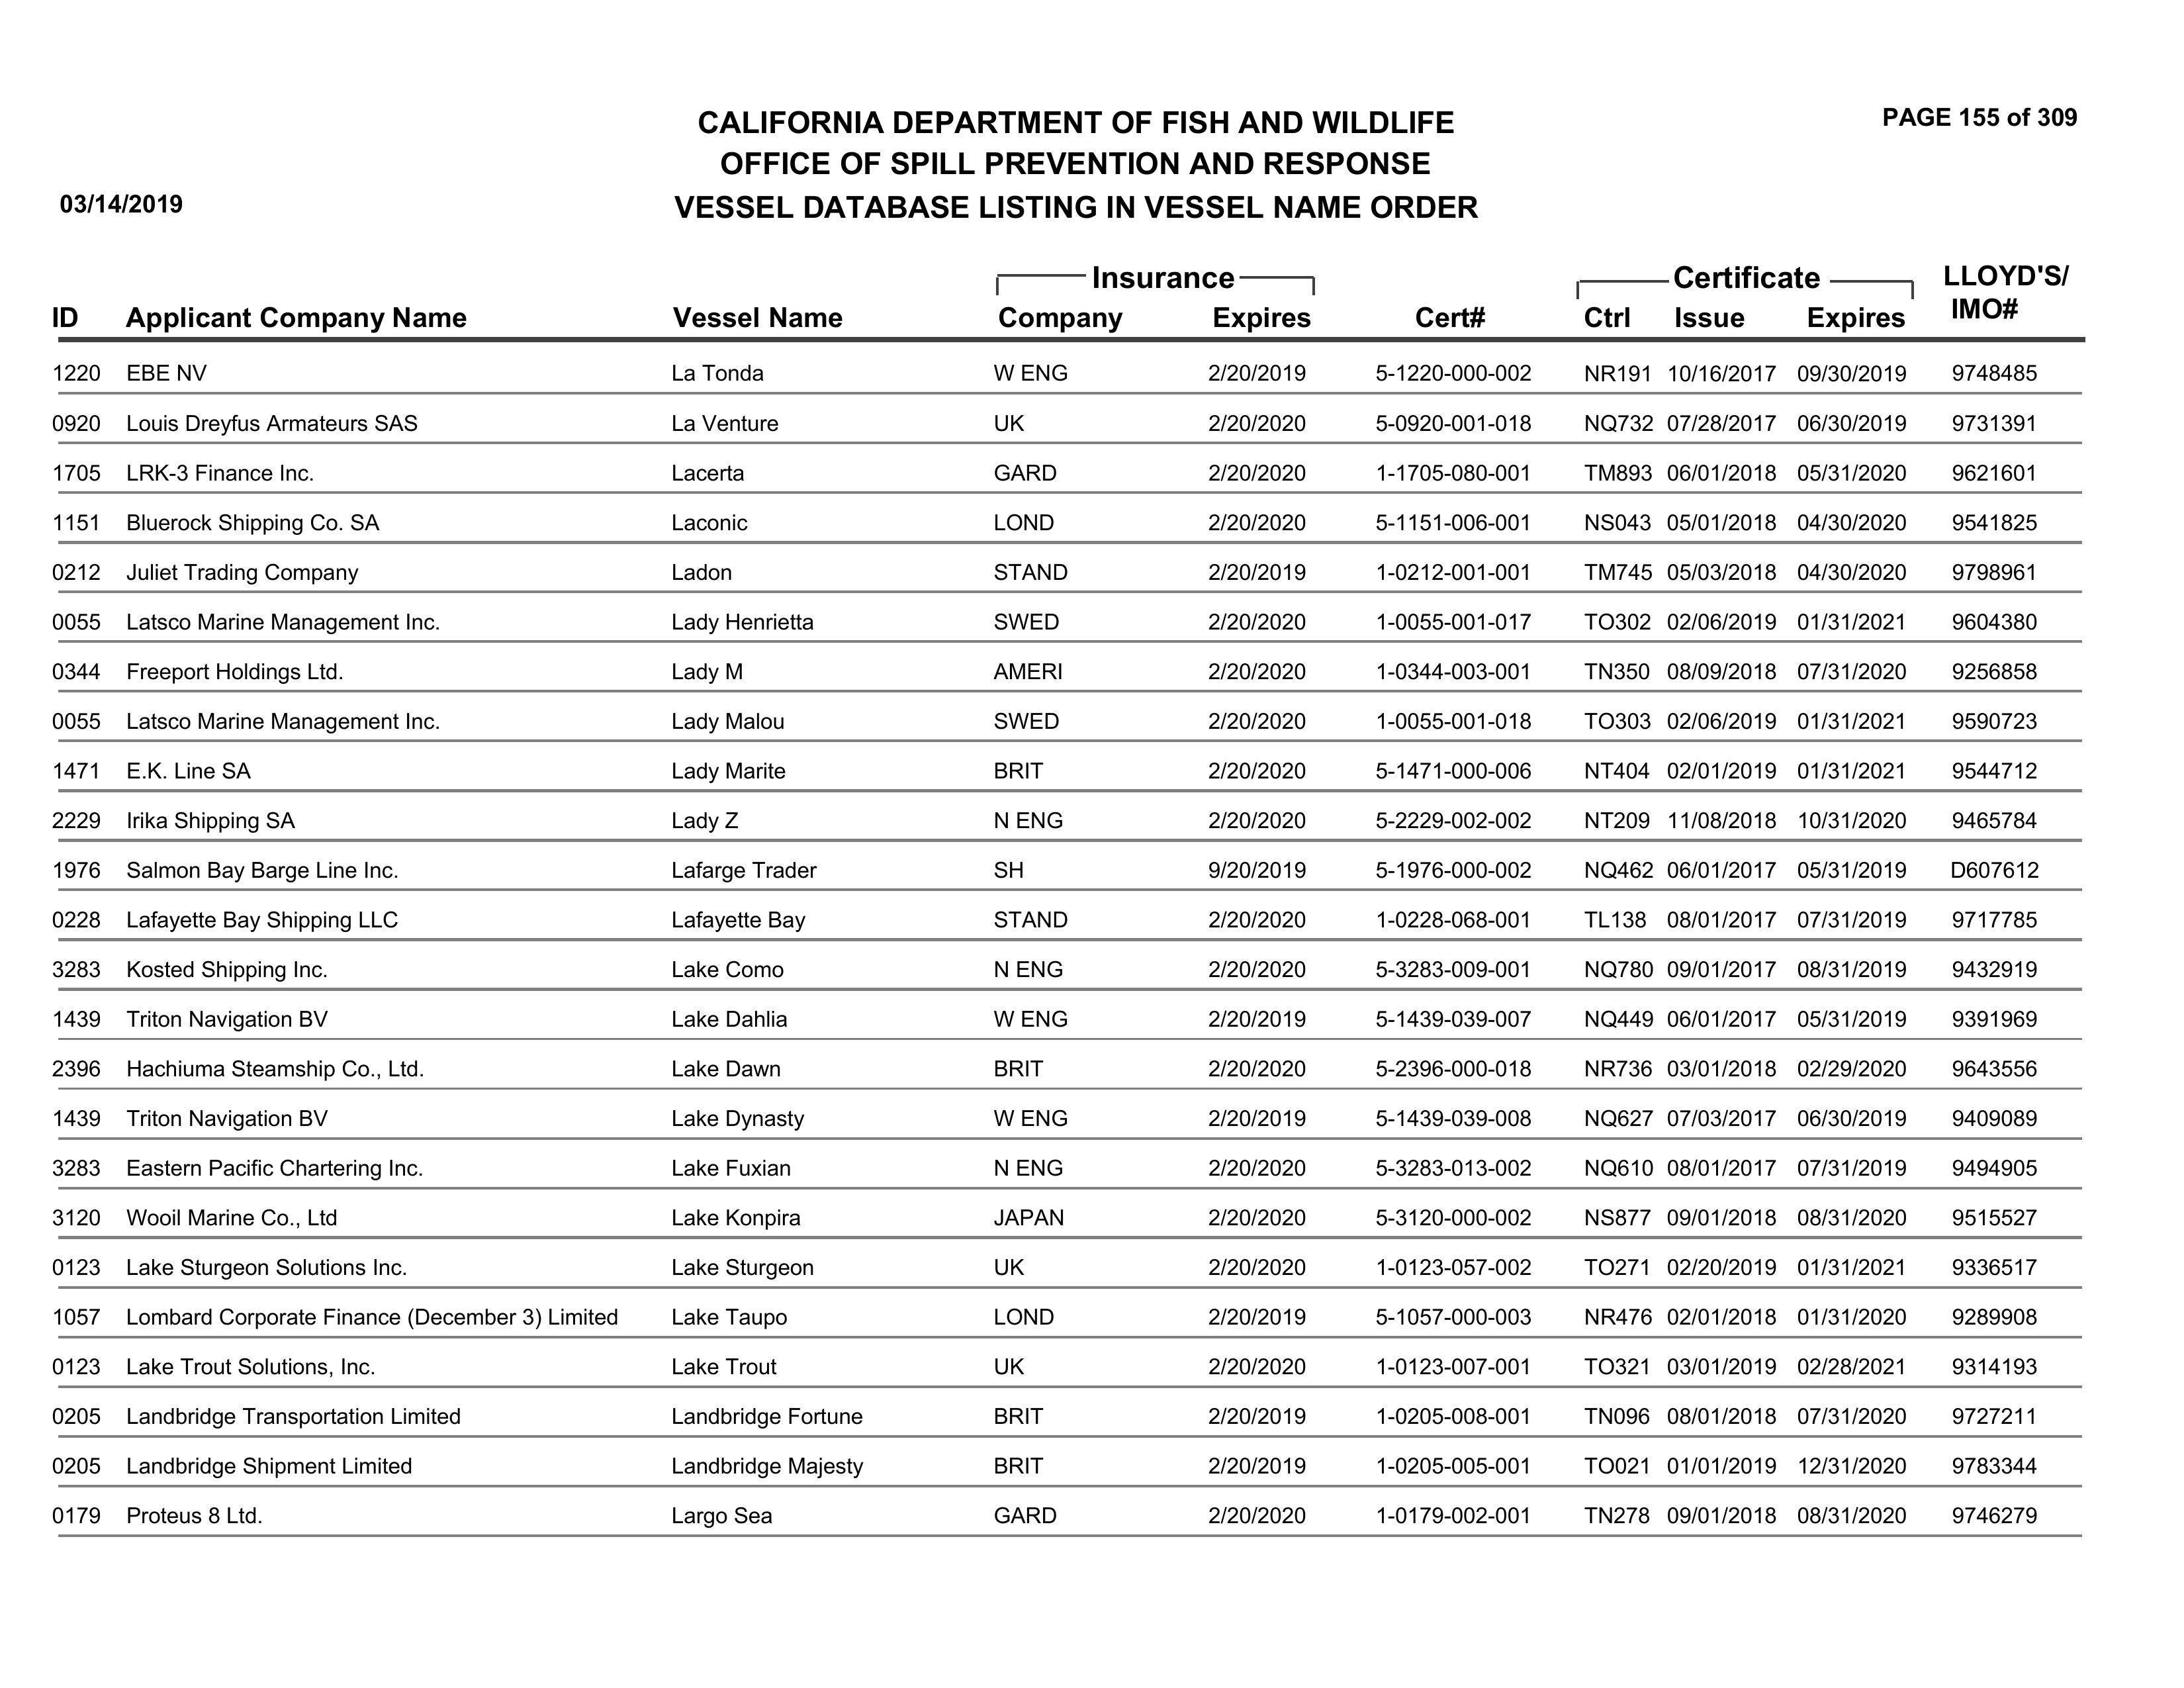 PAGE 155 of 309
CALIFORNIA DEPARTMENT OF FISH AND WILDLIFE
OFFICE OF SPILL PREVENTION AND RESPONSE
03/14/2019 VESSEL DATABASE LISTING IN VESSEL NAME ORDER
Insurance Certificate LLOYD'S/
ID Applicant Company Name Vessel Name Company Expires Cert# Ctrl Issue Expires IMO#
1220 EBE NV La Tonda W ENG 2/20/2019 5-1220-000-002 NR191 10/16/2017 09/30/2019 9748485
0920 Louis Dreyfus Armateurs SAS La Venture UK 2/20/2020 5-0920-001-018 NQ732 07/28/2017 06/30/2019 9731391
1705 LRK-3 Finance Inc. Lacerta GARD 2/20/2020 1-1705-080-001 TM893 06/01/2018 05/31/2020 9621601
1151 Bluerock Shipping Co. SA Laconic LOND 2/20/2020 5-1151-006-001 NS043 05/01/2018 04/30/2020 9541825
0212 Juliet Trading Company Ladon STAND 2/20/2019 1-0212-001-001 TM745 05/03/2018 04/30/2020 9798961
0055 Latsco Marine Management Inc. Lady Henrietta SWED 2/20/2020 1-0055-001-017 TO302 02/06/2019 01/31/2021 9604380
0344 Freeport Holdings Ltd. Lady M AMERI 2/20/2020 1-0344-003-001 TN350 08/09/2018 07/31/2020 9256858
0055 Latsco Marine Management Inc. Lady Malou SWED 2/20/2020 1-0055-001-018 TO303 02/06/2019 01/31/2021 9590723
1471 E.K. Line SA Lady Marite BRIT 2/20/2020 5-1471-000-006 NT404 02/01/2019 01/31/2021 9544712
2229 Irika Shipping SA Lady Z N ENG 2/20/2020 5-2229-002-002 NT209 11/08/2018 10/31/2020 9465784
1976 Salmon Bay Barge Line Inc. Lafarge Trader SH 9/20/2019 5-1976-000-002 NQ462 06/01/2017 05/31/2019 D607612
0228 Lafayette Bay Shipping LLC Lafayette Bay STAND 2/20/2020 1-0228-068-001 TL138 08/01/2017 07/31/2019 9717785
3283 Kosted Shipping Inc. Lake Como N ENG 2/20/2020 5-3283-009-001 NQ780 09/01/2017 08/31/2019 9432919
1439 Triton Navigation BV Lake Dahlia W ENG 2/20/2019 5-1439-039-007 NQ449 06/01/2017 05/31/2019 9391969
2396 Hachiuma Steamship Co., Ltd. Lake Dawn BRIT 2/20/2020 5-2396-000-018 NR736 03/01/2018 02/29/2020 9643556
1439 Triton Navigation BV Lake Dynasty W ENG 2/20/2019 5-1439-039-008 NQ627 07/03/2017 06/30/2019 9409089
3283 Eastern Pacific Chartering Inc. Lake Fuxian N ENG 2/20/2020 5-3283-013-002 NQ610 08/01/2017 07/31/2019 9494905
3120 Wooil Marine Co., Ltd Lake Konpira JAPAN 2/20/2020 5-3120-000-002 NS877 09/01/2018 08/31/2020 9515527
0123 Lake Sturgeon Solutions Inc. Lake Sturgeon UK 2/20/2020 1-0123-057-002 TO271 02/20/2019 01/31/2021 9336517
1057 Lombard Corporate Finance (December 3) Limited Lake Taupo LOND 2/20/2019 5-1057-000-003 NR476 02/01/2018 01/31/2020 9289908
0123 Lake Trout Solutions, Inc. Lake Trout UK 2/20/2020 1-0123-007-001 TO321 03/01/2019 02/28/2021 9314193
0205 Landbridge Transportation Limited Landbridge Fortune BRIT 2/20/2019 1-0205-008-001 TN096 08/01/2018 07/31/2020 9727211
0205 Landbridge Shipment Limited Landbridge Majesty BRIT 2/20/2019 1-0205-005-001 TO021 01/01/2019 12/31/2020 9783344
0179 Proteus 8 Ltd. Largo Sea GARD 2/20/2020 1-0179-002-001 TN278 09/01/2018 08/31/2020 9746279